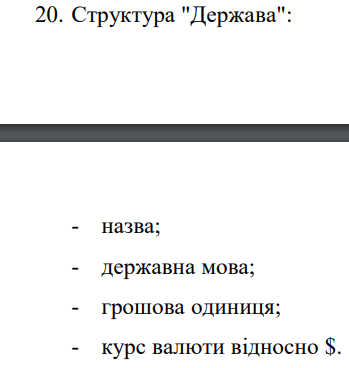 20. Структура "Держава":
- назва;
- державна мова;
- грошова одиниця;
- курс валюти відносно $.